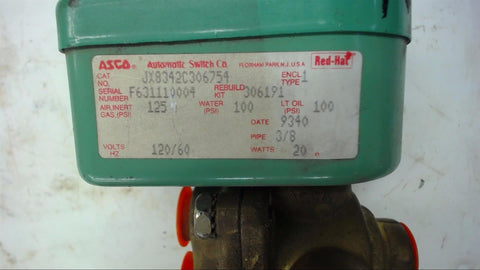 ASCO Automatic Switch Co. FLORHAM PARK, N.J., U.S.A. Red-Hat
CAT. NO. JX8342C306754 ENCL. TYPE 1
SERIAL NUMBER F631110004 REBUILD KIT 306191
AIR,INERT GAS,(PSI) 125 WATER (PSI) 100 LT OIL (PSI) 100
DATE 9340
PIPE 3/8
VOLTS HZ 120/60 WATTS 20